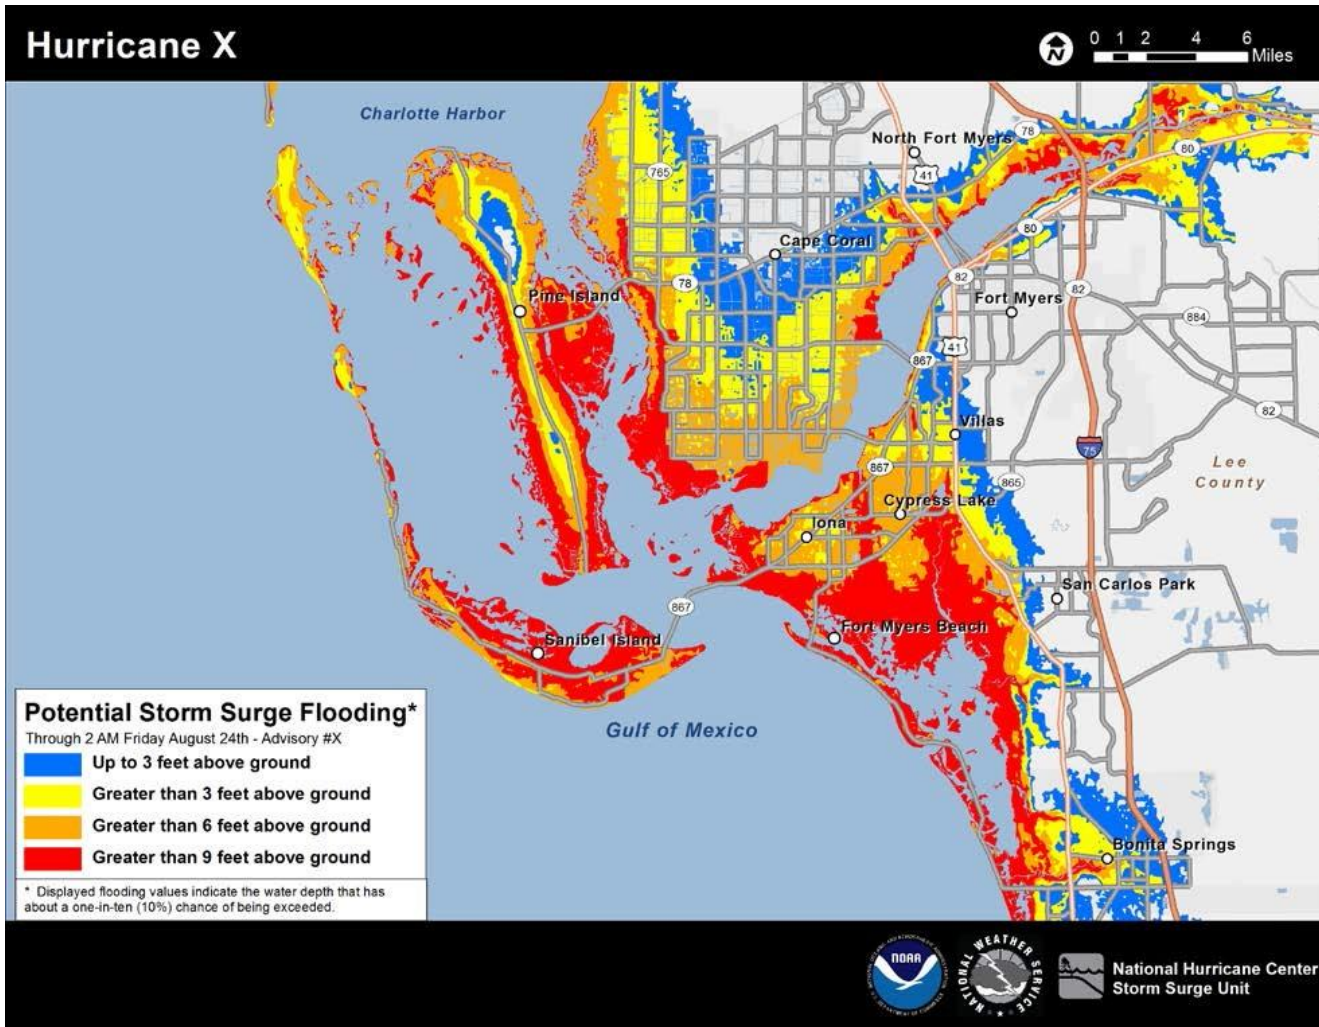 Hurricane X
N
0 1 2 4 6
Miles
Charlotte Harbor
North Fort Myers
78
80
41
765
Cape Coral
80
82
78
Pine Island
Fort Myers
82
884
41
867
82
Villas
75
Lee
County
867
865
Cypress Lake
Iona
San Carlos Park
867
Fort Myers Beach
Sanibel Island
Gulf of Mexico
Bonita Springs
Potential Storm Surge Flooding*
Through 2 AM Friday August 24th - Advisory #X
Up to 3 feet above ground
Greater than 3 feet above ground
Greater than 6 feet above ground
Greater than 9 feet above ground
* Displayed flooding values indicate the water depth that has
about a one-in-ten (10%) chance of being exceeded.
NOAA
NATIONAL WEATHER SERVICE
National Hurricane Center
Storm Surge Unit